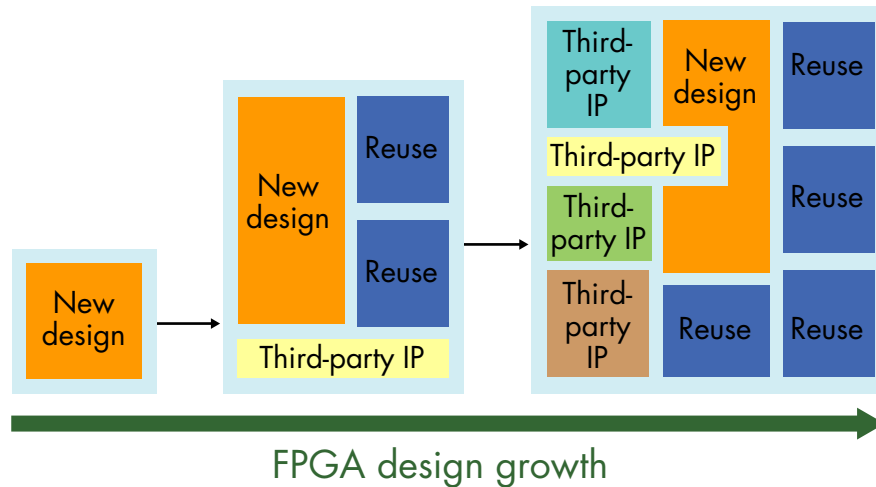 New
design
New
design
Reuse
Reuse
Third-party IP
Third-
party
IP
New
design
Reuse
Third-party IP
Reuse
Third-
party IP
Third-
party
IP
Reuse
Reuse
FPGA design growth